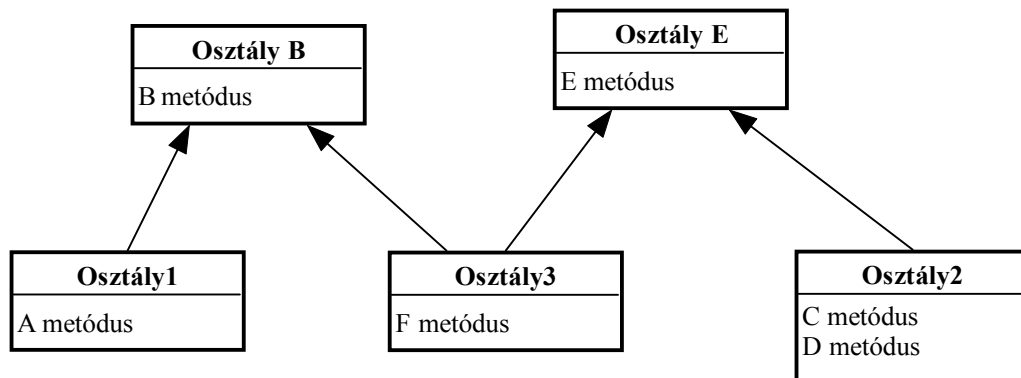 Osztály B
B metódus
Osztály E
E metódus
Osztály1
A metódus
Osztály3
F metódus
Osztály2
C metódus
D metódus